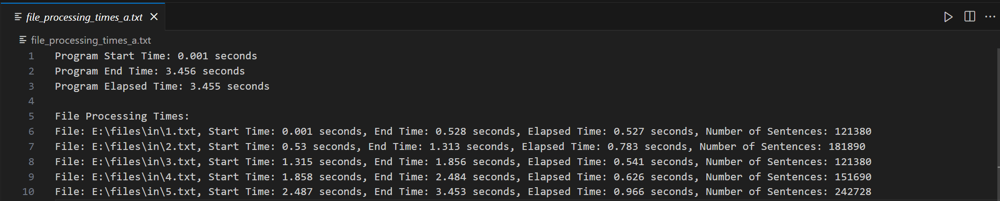 file_processing_times_a.txt
file_processing_times_a.txt
1 Program Start Time: 0.001 seconds
2 Program End Time: 3.456 seconds
3 Program Elapsed Time: 3.455 seconds
4
5 File Processing Times:
6 File: E:\files\in\1.txt, Start Time: 0.001 seconds, End Time: 0.528 seconds, Elapsed Time: 0.527 seconds, Number of Sentences: 121380
7 File: E:\files\in\2.txt, Start Time: 0.53 seconds, End Time: 1.313 seconds, Elapsed Time: 0.783 seconds, Number of Sentences: 181890
8 File: E:\files\in\3.txt, Start Time: 1.315 seconds, End Time: 1.856 seconds, Elapsed Time: 0.541 seconds, Number of Sentences: 121380
9 File: E:\files\in\4.txt, Start Time: 1.858 seconds, End Time: 2.484 seconds, Elapsed Time: 0.626 seconds, Number of Sentences: 151690
10 File: E:\files\in\5.txt, Start Time: 2.487 seconds, End Time: 3.453 seconds, Elapsed Time: 0.966 seconds, Number of Sentences: 242728